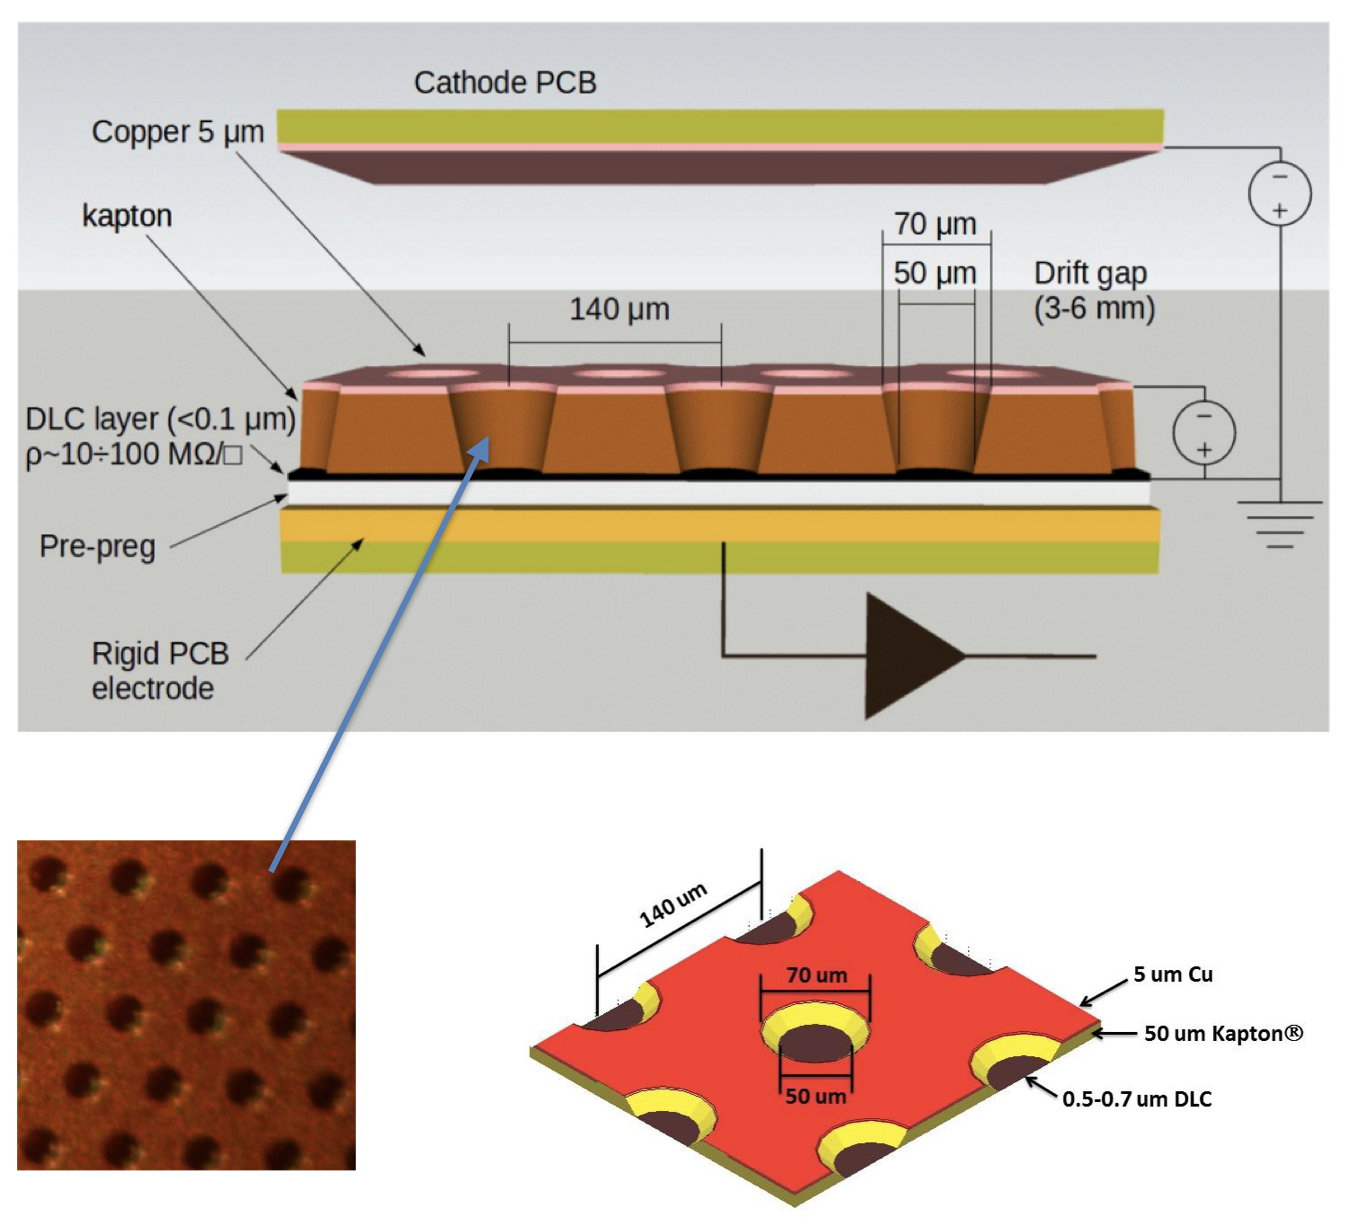 Cathode PCB
Copper 5 µm
kapton
70 µm
50 µm
Drift gap
(3-6 mm)
140 µm
DLC layer (<0.1 µm)
ρ~10÷100 MΩ/□
Pre-preg
Rigid PCB
electrode
−
+
−
+
140 um
70 um
50 um
5 um Cu
50 um Kapton®
0.5-0.7 um DLC